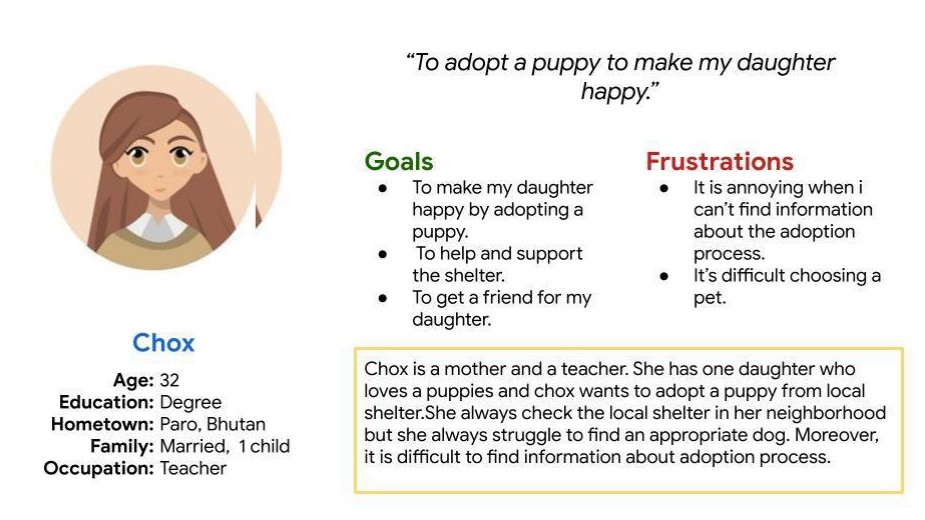 “To adopt a puppy to make my daughter
happy.”
Goals
● To make my daughter
happy by adopting a
puppy.
● To help and support
the shelter.
● To get a friend for my
daughter.
Frustrations
● It is annoying when i
can’t find information
about the adoption
process.
● It’s difficult choosing a
pet.
Chox
Age: 32
Education: Degree
Hometown: Paro, Bhutan
Family: Married, 1 child
Occupation: Teacher
Chox is a mother and a teacher. She has one daughter who
loves a puppies and chox wants to adopt a puppy from local
shelter.She always check the local shelter in her neighborhood
but she always struggle to find an appropriate dog. Moreover,
it is difficult to find information about adoption process.